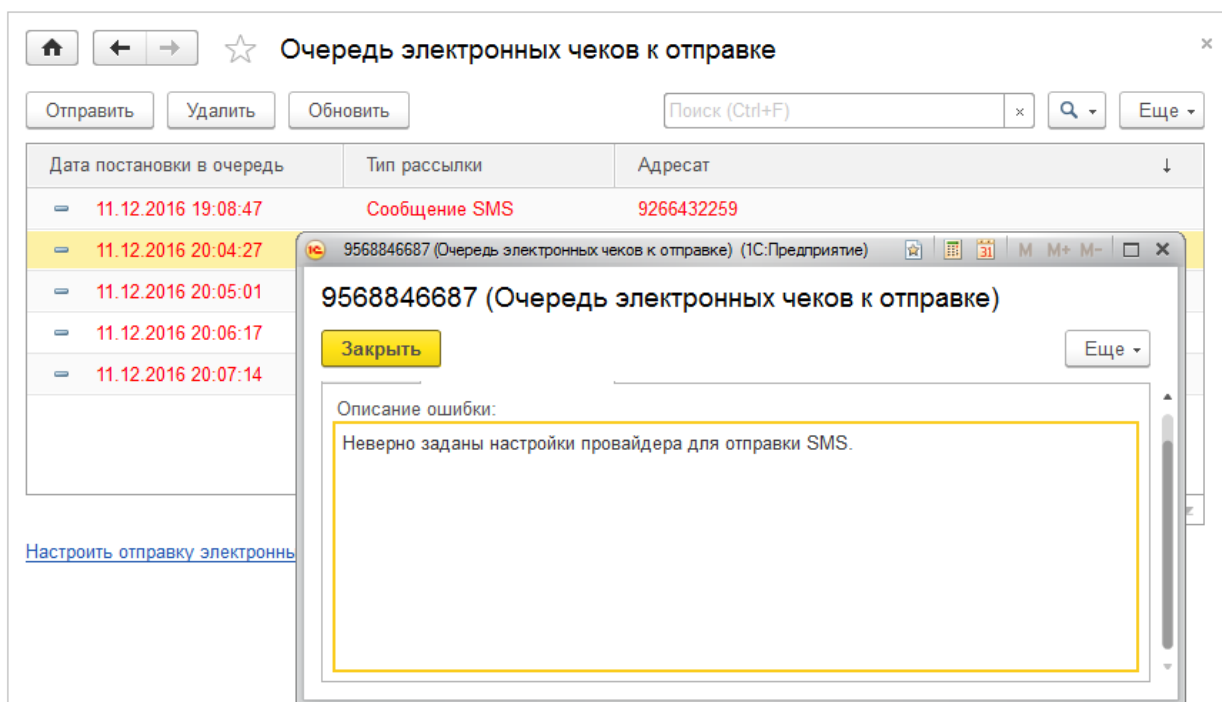 Очередь электронных чеков к отправке
Отправить Удалить Обновить Поиск (Ctrl+F) Еще
Дата постановки в очередь Тип рассылки Адресат
11.12.2016 19:08:47 Сообщение SMS 9266432259
11.12.2016 20:04:27
11.12.2016 20:05:01
11.12.2016 20:06:17
11.12.2016 20:07:14
Настроить отправку электронны
1С 9568846687 (Очередь электронных чеков к отправке) (1С:Предприятие) 31 M M+ M-
9568846687 (Очередь электронных чеков к отправке)
Закрыть Еще
Описание ошибки:
Неверно заданы настройки провайдера для отправки SMS.